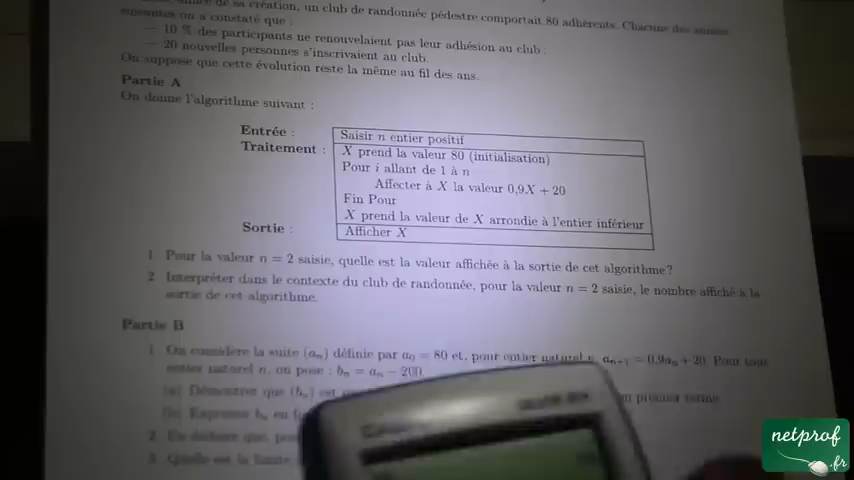 de sa création, un club de randonnée pédestre comportait 80 adhérents. Chacune des années
suivantes on a constaté que :
— 10 % des participants ne renouvelaient pas leur adhésion au club ;
— 20 nouvelles personnes s'inscrivaient au club.
On suppose que cette évolution reste la même au fil des ans.
Partie A
On donne l'algorithme suivant :
Entrée : Saisir n entier positif
Traitement : X prend la valeur 80 (initialisation)
Pour i allant de 1 à n
Affecter à X la valeur 0,9X + 20
Fin Pour
X prend la valeur de X arrondie à l'entier inférieur
Sortie : Afficher X
1 Pour la valeur n = 2 saisie, quelle est la valeur affichée à la sortie de cet algorithme?
2 Interpréter dans le contexte du club de randonnée, pour la valeur n = 2 saisie, le nombre affiché à la
sortie de cet algorithme.
Partie B
1 On considère la suite (aₙ) définie par a₀ = 80 et, pour entier naturel n, aₙ₊₁ = 0,9aₙ + 20. Pour tout
entier naturel n, on pose : bₙ = aₙ − 200.
(a) Démontrer que (bₙ) est premier terme.
(b) Exprimer bₙ en
2 En déduire que,
3 Quelle est la limite
netprof
.fr